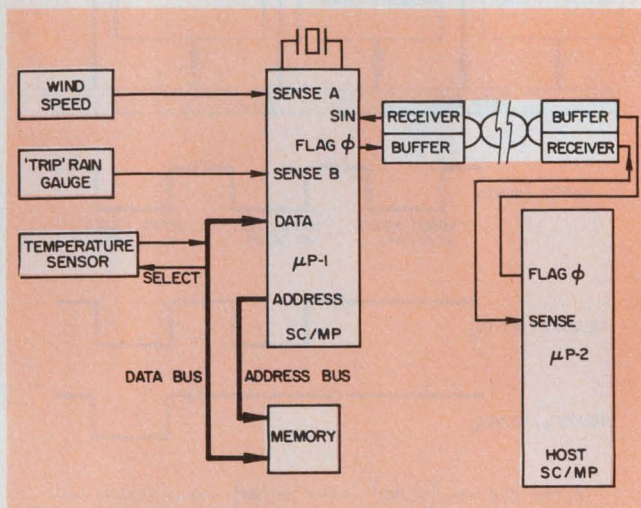 WIND
SPEED
SENSE A
SIN
RECEIVER
BUFFER
FLAG ϕ
BUFFER
RECEIVER
'TRIP' RAIN
GAUGE
SENSE B
DATA
TEMPERATURE
SENSOR
SELECT
μP-1
FLAG ϕ
ADDRESS
SENSE
SC/MP
μP-2
DATA BUS
ADDRESS BUS
MEMORY
HOST
SC/MP